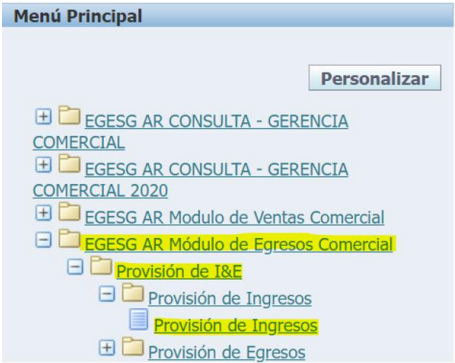 Menú Principal
Personalizar
EGESG AR CONSULTA - GERENCIA
COMERCIAL
EGESG AR CONSULTA - GERENCIA
COMERCIAL 2020
EGESG AR Modulo de Ventas Comercial
EGESG AR Módulo de Egresos Comercial
Provisión de I&E
Provisión de Ingresos
Provisión de Ingresos
Provisión de Egresos